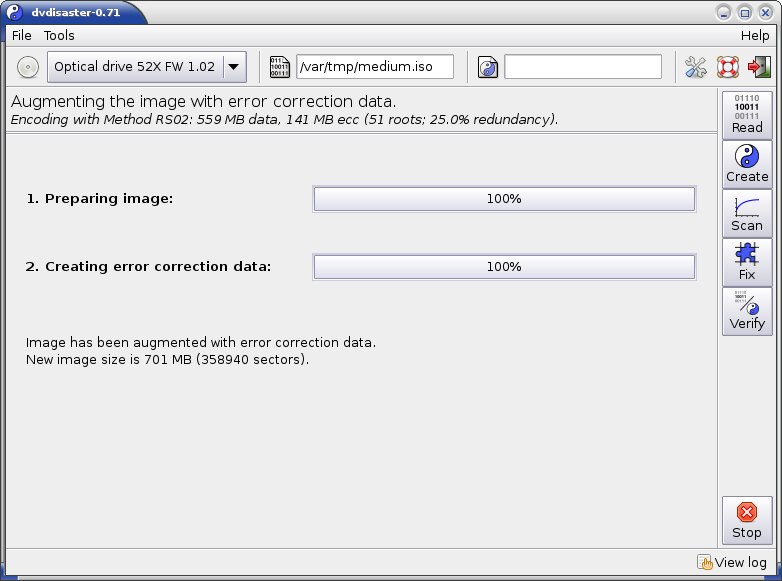 dvdisaster-0.71
File Tools Help
Optical drive 52X FW 1.02 /var/tmp/medium.iso
Augmenting the image with error correction data.
Encoding with Method RS02: 559 MB data, 141 MB ecc (51 roots; 25.0% redundancy).
01110
10011
00111
Read
Create
Scan
Fix
Verify
1. Preparing image: 100%
2. Creating error correction data: 100%
Image has been augmented with error correction data.
New image size is 701 MB (358940 sectors).
Stop
View log